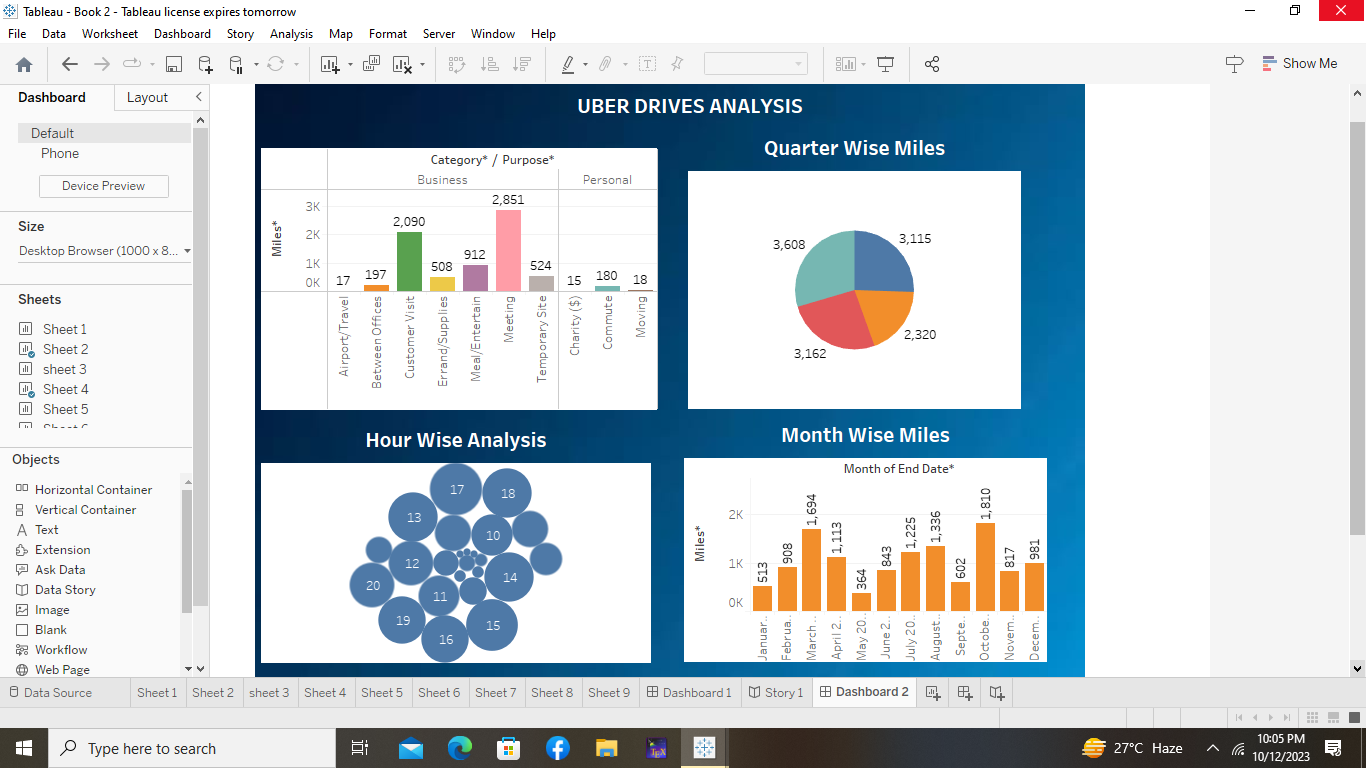 Tableau - Book 2 - Tableau license expires tomorrow
File Data Worksheet Dashboard Story Analysis Map Format Server Window Help
Show Me
Dashboard Layout
Default
Phone
Device Preview
Size
Desktop Browser (1000 x 8...
Sheets
Sheet 1
Sheet 2
sheet 3
Sheet 4
Sheet 5
Objects
Horizontal Container
Vertical Container
Text
Extension
Ask Data
Data Story
Image
Blank
Workflow
Web Page
UBER DRIVES ANALYSIS
Category* / Purpose*
Business Personal
Miles*
3K
2K
1K
0K
17 197 2,090 508 912 2,851 524 15 180 18
Airport/Travel
Between Offices
Customer Visit
Errand/Supplies
Meal/Entertain
Meeting
Temporary Site
Charity ($)
Commute
Moving
Quarter Wise Miles
3,608 3,115
2,320
3,162
Hour Wise Analysis
17 18
13 10
12 14
20 11
19 15
16
Month Wise Miles
Month of End Date*
Miles*
2K
1K
0K
513 908 1,694 1,113 364 843 1,225 1,336 602 1,810 817 981
Januar..
Februa..
March ..
April 2..
May 20..
June 2..
July 20..
August..
Septe..
Octobe..
Novem..
Decem..
Data Source Sheet 1 Sheet 2 sheet 3 Sheet 4 Sheet 5 Sheet 6 Sheet 7 Sheet 8 Sheet 9 Dashboard 1 Story 1 Dashboard 2
Type here to search
27°C Haze
10:05 PM
10/12/2023